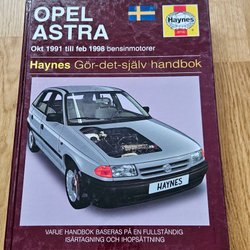 OPEL
ASTRA
Haynes
Okt 1991 till feb 1998 bensinmotorer
Haynes Gör-det-själv handbok
HAYNES
VARJE HANDBOK BASERAS PÅ EN FULLSTÄNDIG
ISÄRTAGNING OCH IHOPSÄTTNING